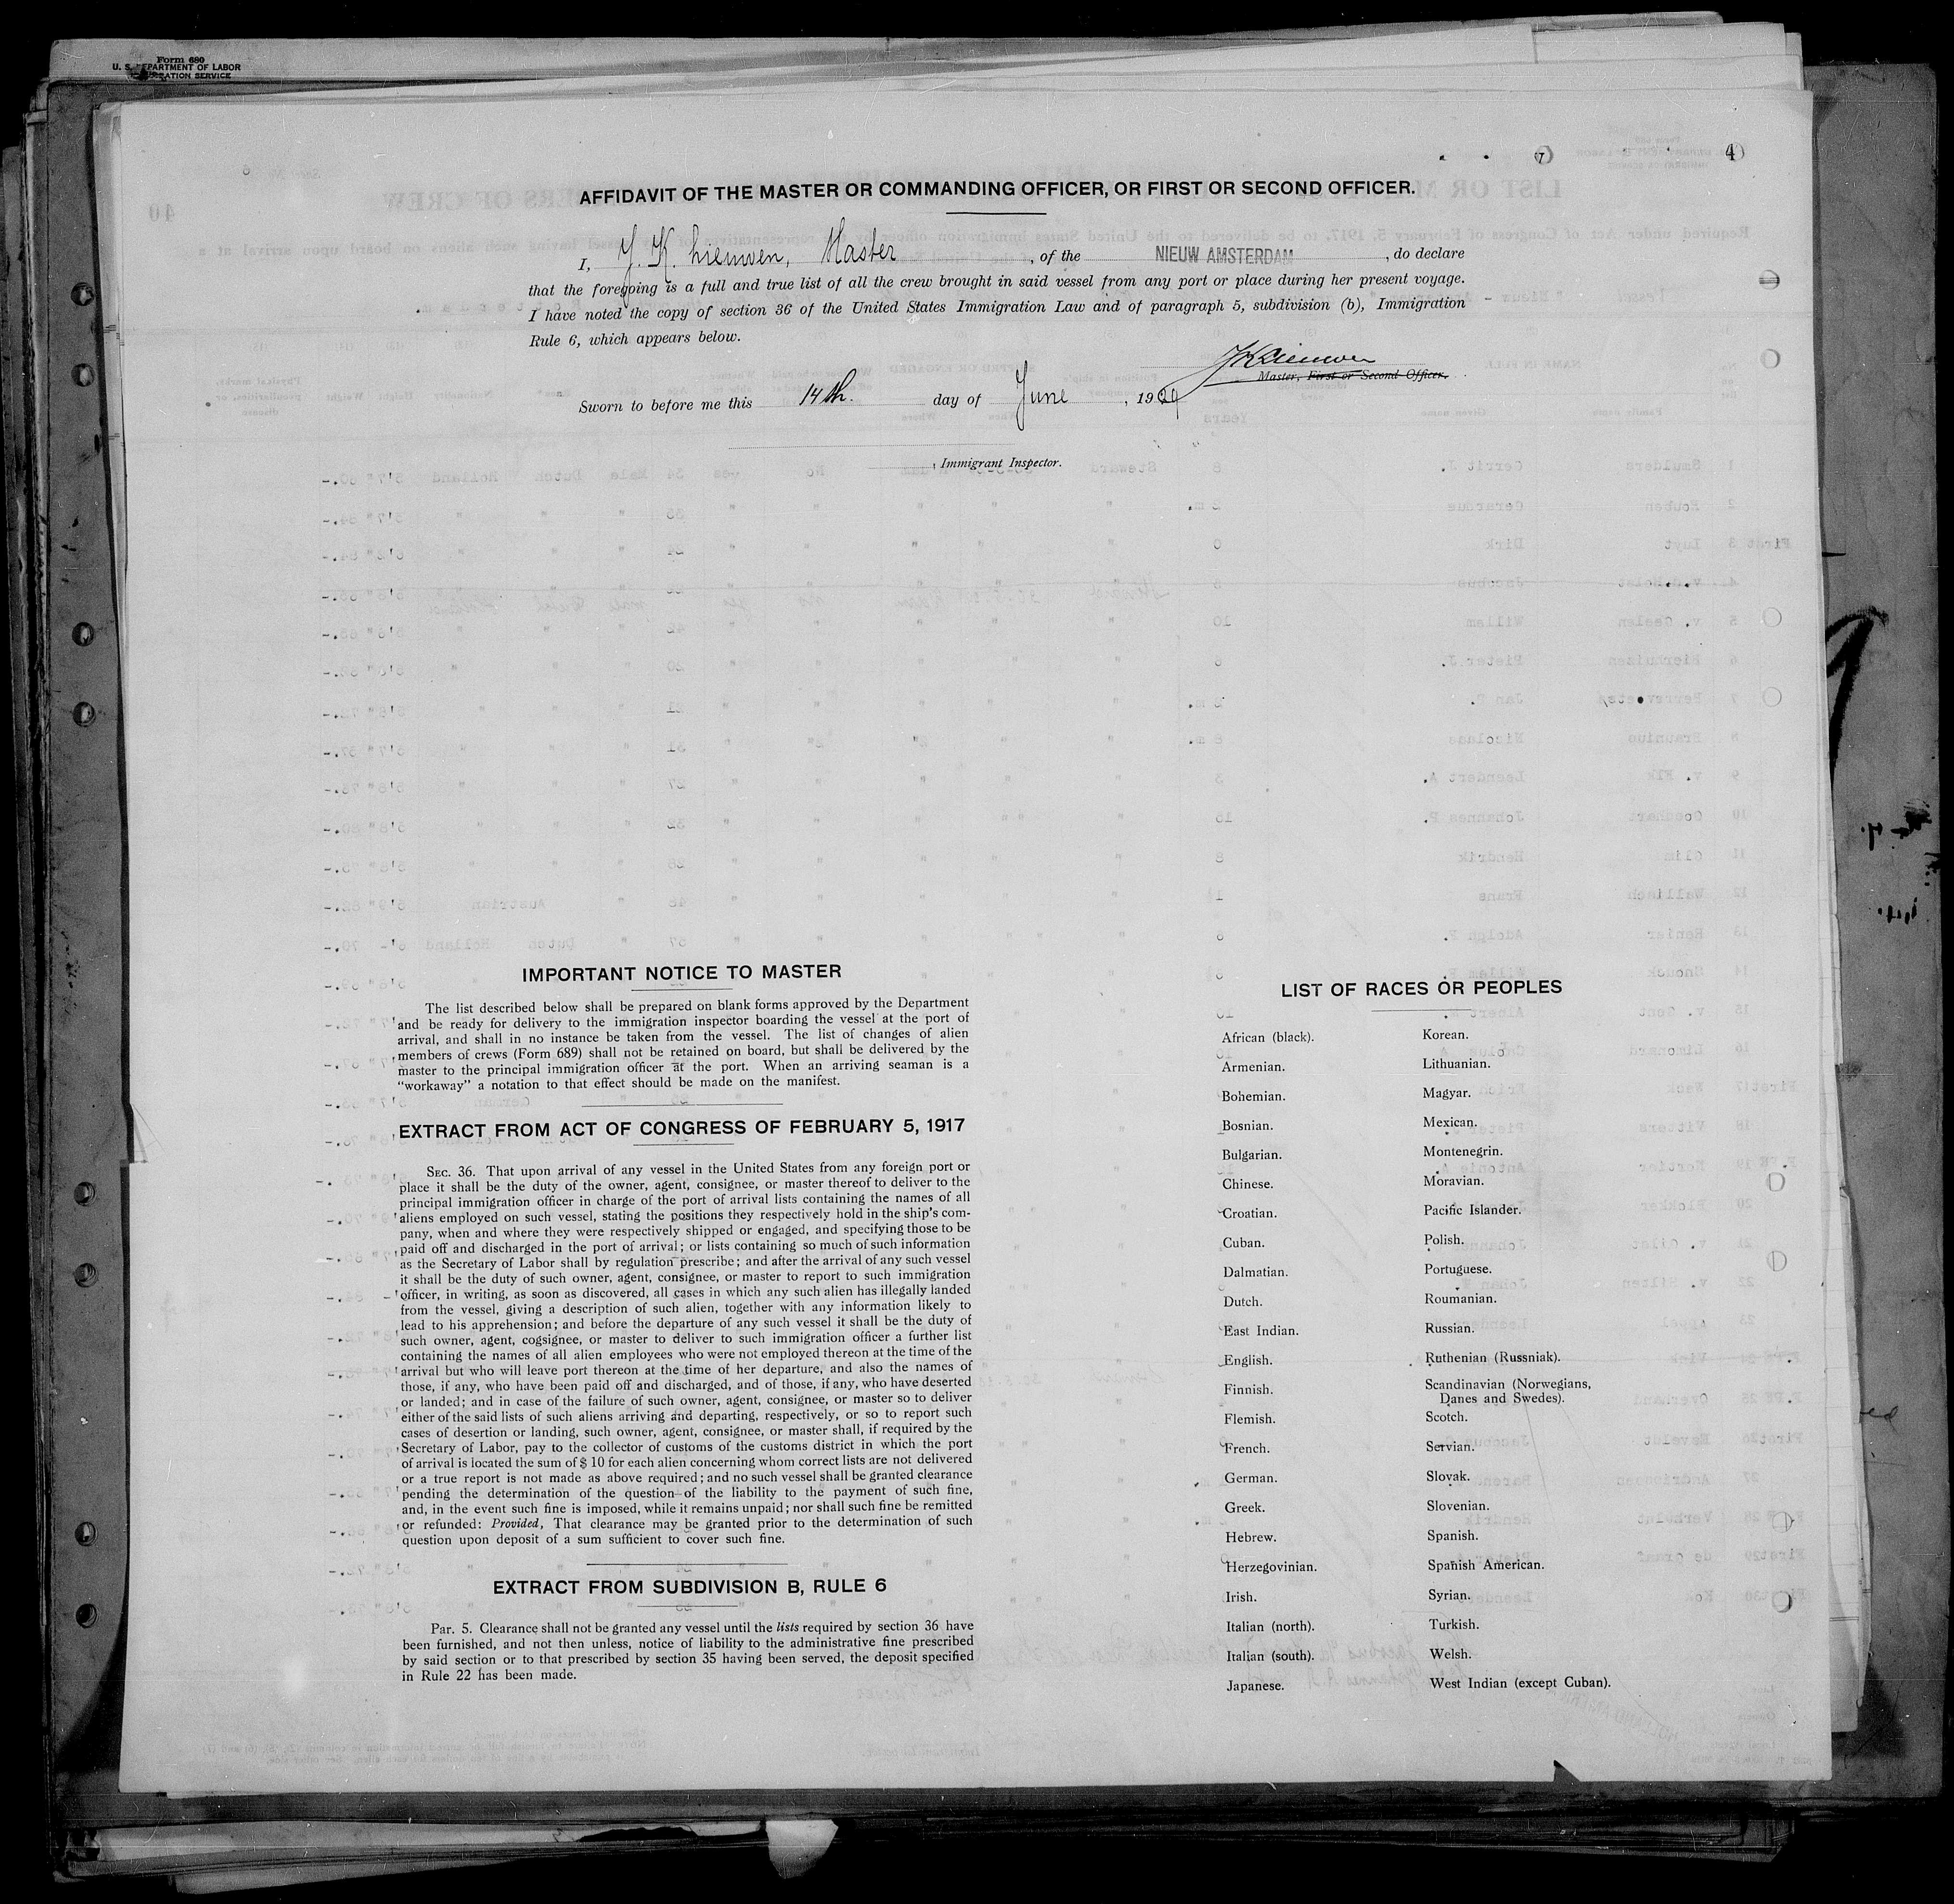 Form 680
U. S. DEPARTMENT OF LABOR
IMMIGRATION SERVICE
4
AFFIDAVIT OF THE MASTER OR COMMANDING OFFICER, OR FIRST OR SECOND OFFICER.
I, J. K. Lieuwen, Master, of the NIEUW AMSTERDAM, do declare
that the foregoing is a full and true list of all the crew brought in said vessel from any port or place during her present voyage.
I have noted the copy of section 36 of the United States Immigration Law and of paragraph 5, subdivision (b), Immigration
Rule 6, which appears below.
JKLieuwen
Master, First or Second Officer.
Sworn to before me this 14th. day of June, 19
, Immigrant Inspector.
IMPORTANT NOTICE TO MASTER
The list described below shall be prepared on blank forms approved by the Department
and be ready for delivery to the immigration inspector boarding the vessel at the port of
arrival, and shall in no instance be taken from the vessel. The list of changes of alien
members of crews (Form 689) shall not be retained on board, but shall be delivered by the
master to the principal immigration officer at the port. When an arriving seaman is a
“workaway” a notation to that effect should be made on the manifest.
EXTRACT FROM ACT OF CONGRESS OF FEBRUARY 5, 1917
SEC. 36. That upon arrival of any vessel in the United States from any foreign port or
place it shall be the duty of the owner, agent, consignee, or master thereof to deliver to the
principal immigration officer in charge of the port of arrival lists containing the names of all
aliens employed on such vessel, stating the positions they respectively hold in the ship's com-
pany, when and where they were respectively shipped or engaged, and specifying those to be
paid off and discharged in the port of arrival; or lists containing so much of such information
as the Secretary of Labor shall by regulation prescribe; and after the arrival of any such vessel
it shall be the duty of such owner, agent, consignee, or master to report to such immigration
officer, in writing, as soon as discovered, all cases in which any such alien has illegally landed
from the vessel, giving a description of such alien, together with any information likely to
lead to his apprehension; and before the departure of any such vessel it shall be the duty of
such owner, agent, cogsignee, or master to deliver to such immigration officer a further list
containing the names of all alien employees who were not employed thereon at the time of the
arrival but who will leave port thereon at the time of her departure, and also the names of
those, if any, who have been paid off and discharged, and of those, if any, who have deserted
or landed; and in case of the failure of such owner, agent, consignee, or master so to deliver
either of the said lists of such aliens arriving and departing, respectively, or so to report such
cases of desertion or landing, such owner, agent, consignee, or master shall, if required by the
Secretary of Labor, pay to the collector of customs of the customs district in which the port
of arrival is located the sum of $ 10 for each alien concerning whom correct lists are not delivered
or a true report is not made as above required; and no such vessel shall be granted clearance
pending the determination of the question of the liability to the payment of such fine,
and, in the event such fine is imposed, while it remains unpaid; nor shall such fine be remitted
or refunded: Provided, That clearance may be granted prior to the determination of such
question upon deposit of a sum sufficient to cover such fine.
EXTRACT FROM SUBDIVISION B, RULE 6
Par. 5. Clearance shall not be granted any vessel until the lists required by section 36 have
been furnished, and not then unless, notice of liability to the administrative fine prescribed
by said section or to that prescribed by section 35 having been served, the deposit specified
in Rule 22 has been made.
LIST OF RACES OR PEOPLES
African (black).
Armenian.
Bohemian.
Bosnian.
Bulgarian.
Chinese.
Croatian.
Cuban.
Dalmatian.
Dutch.
East Indian.
English.
Finnish.
Flemish.
French.
German.
Greek.
Hebrew.
Herzegovinian.
Irish.
Italian (north).
Italian (south).
Japanese.
Korean.
Lithuanian.
Magyar.
Mexican.
Montenegrin.
Moravian.
Pacific Islander.
Polish.
Portuguese.
Roumanian.
Russian.
Ruthenian (Russniak).
Scandinavian (Norwegians,
Danes and Swedes).
Scotch.
Servian.
Slovak.
Slovenian.
Spanish.
Spanish American.
Syrian.
Turkish.
Welsh.
West Indian (except Cuban).